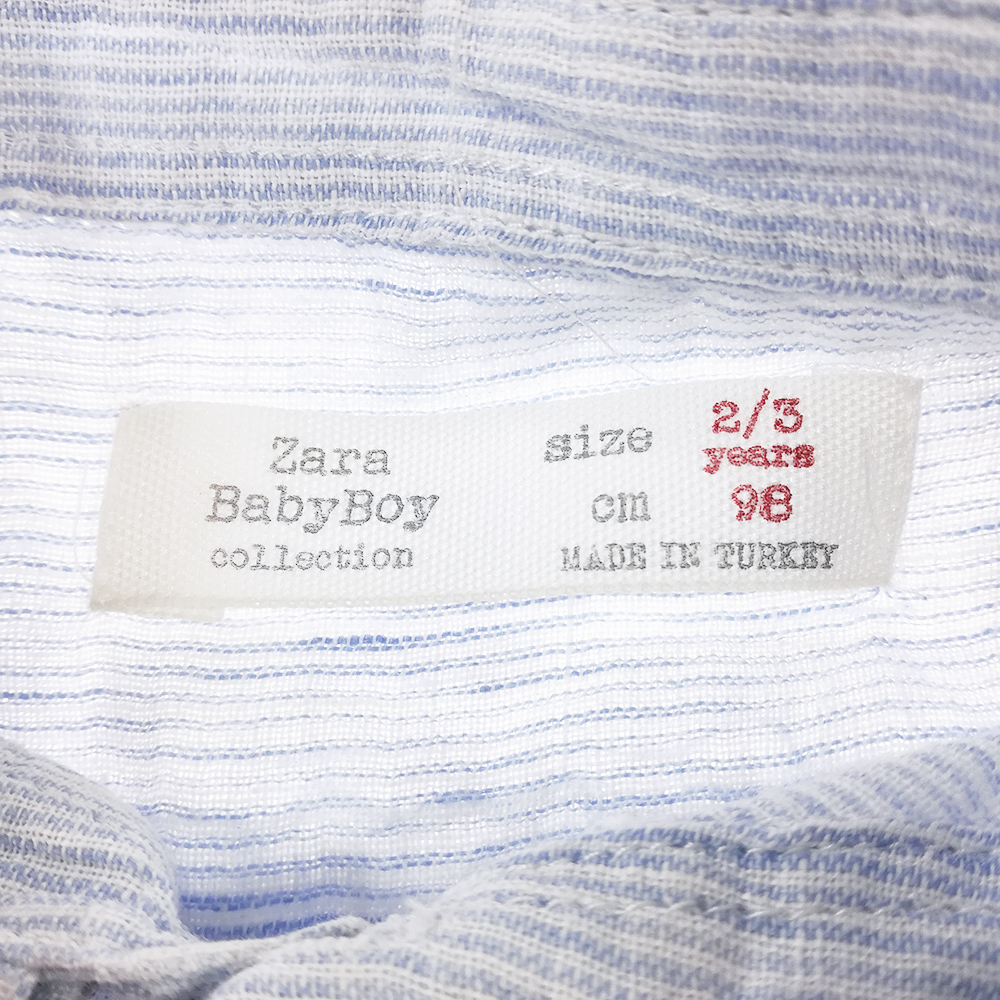 Zara
BabyBoy
collection
size 2/3
years
cm 98
MADE IN TURKEY